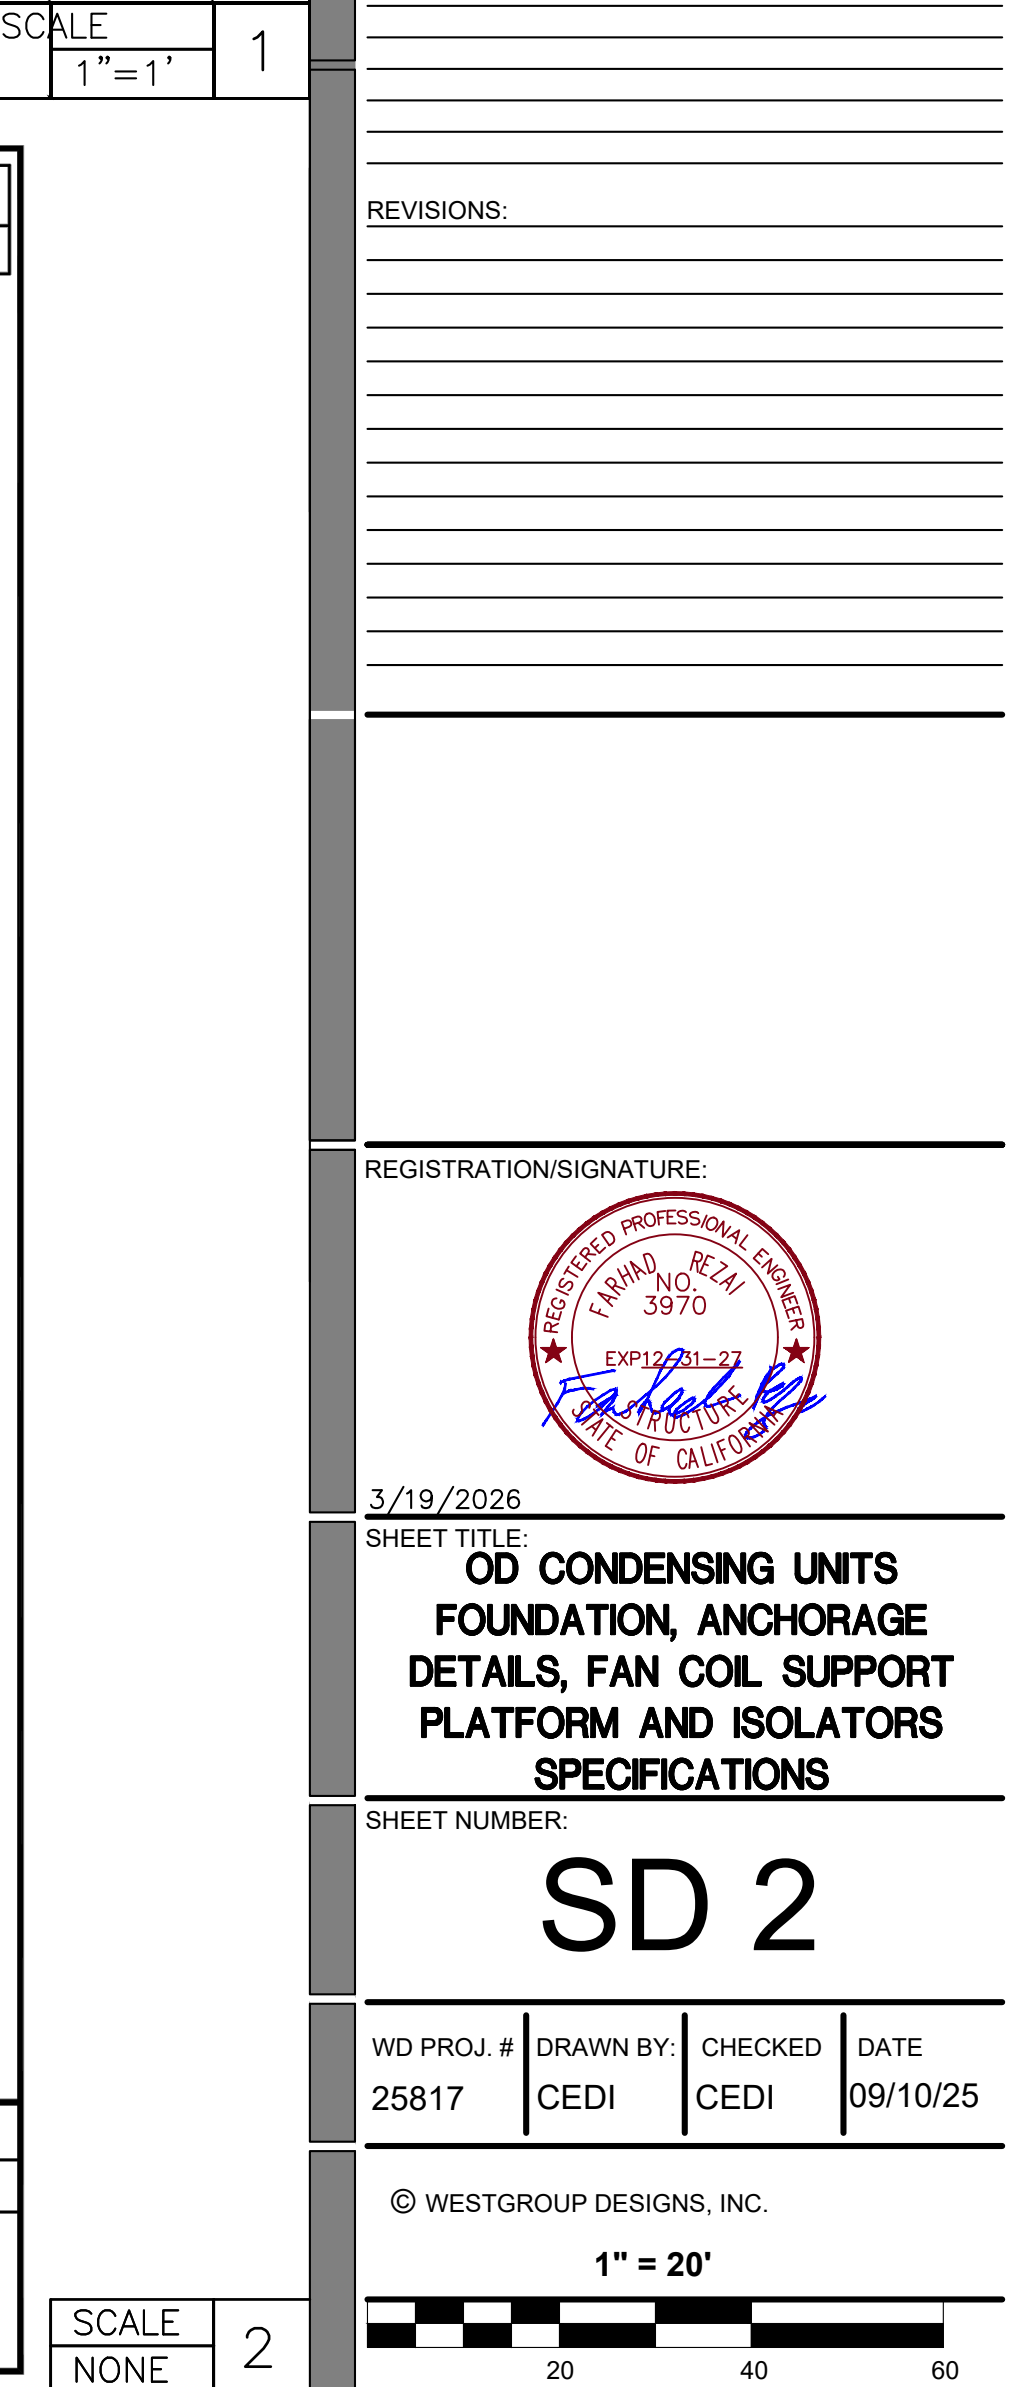 SCALE
1"=1'
1
REVISIONS:
REGISTRATION/SIGNATURE:
REGISTERED PROFESSIONAL ENGINEER
FARHAD REZAI
NO.
3970
EXP12-31-27
Farhad Rez
STRUCTURE
STATE OF CALIFORNIA
3/19/2026
SHEET TITLE:
OD CONDENSING UNITS
FOUNDATION, ANCHORAGE
DETAILS, FAN COIL SUPPORT
PLATFORM AND ISOLATORS
SPECIFICATIONS
SHEET NUMBER:
SD 2
WD PROJ. # DRAWN BY: CHECKED DATE
25817 CEDI CEDI 09/10/25
© WESTGROUP DESIGNS, INC.
1" = 20'
20 40 60
SCALE
NONE
2